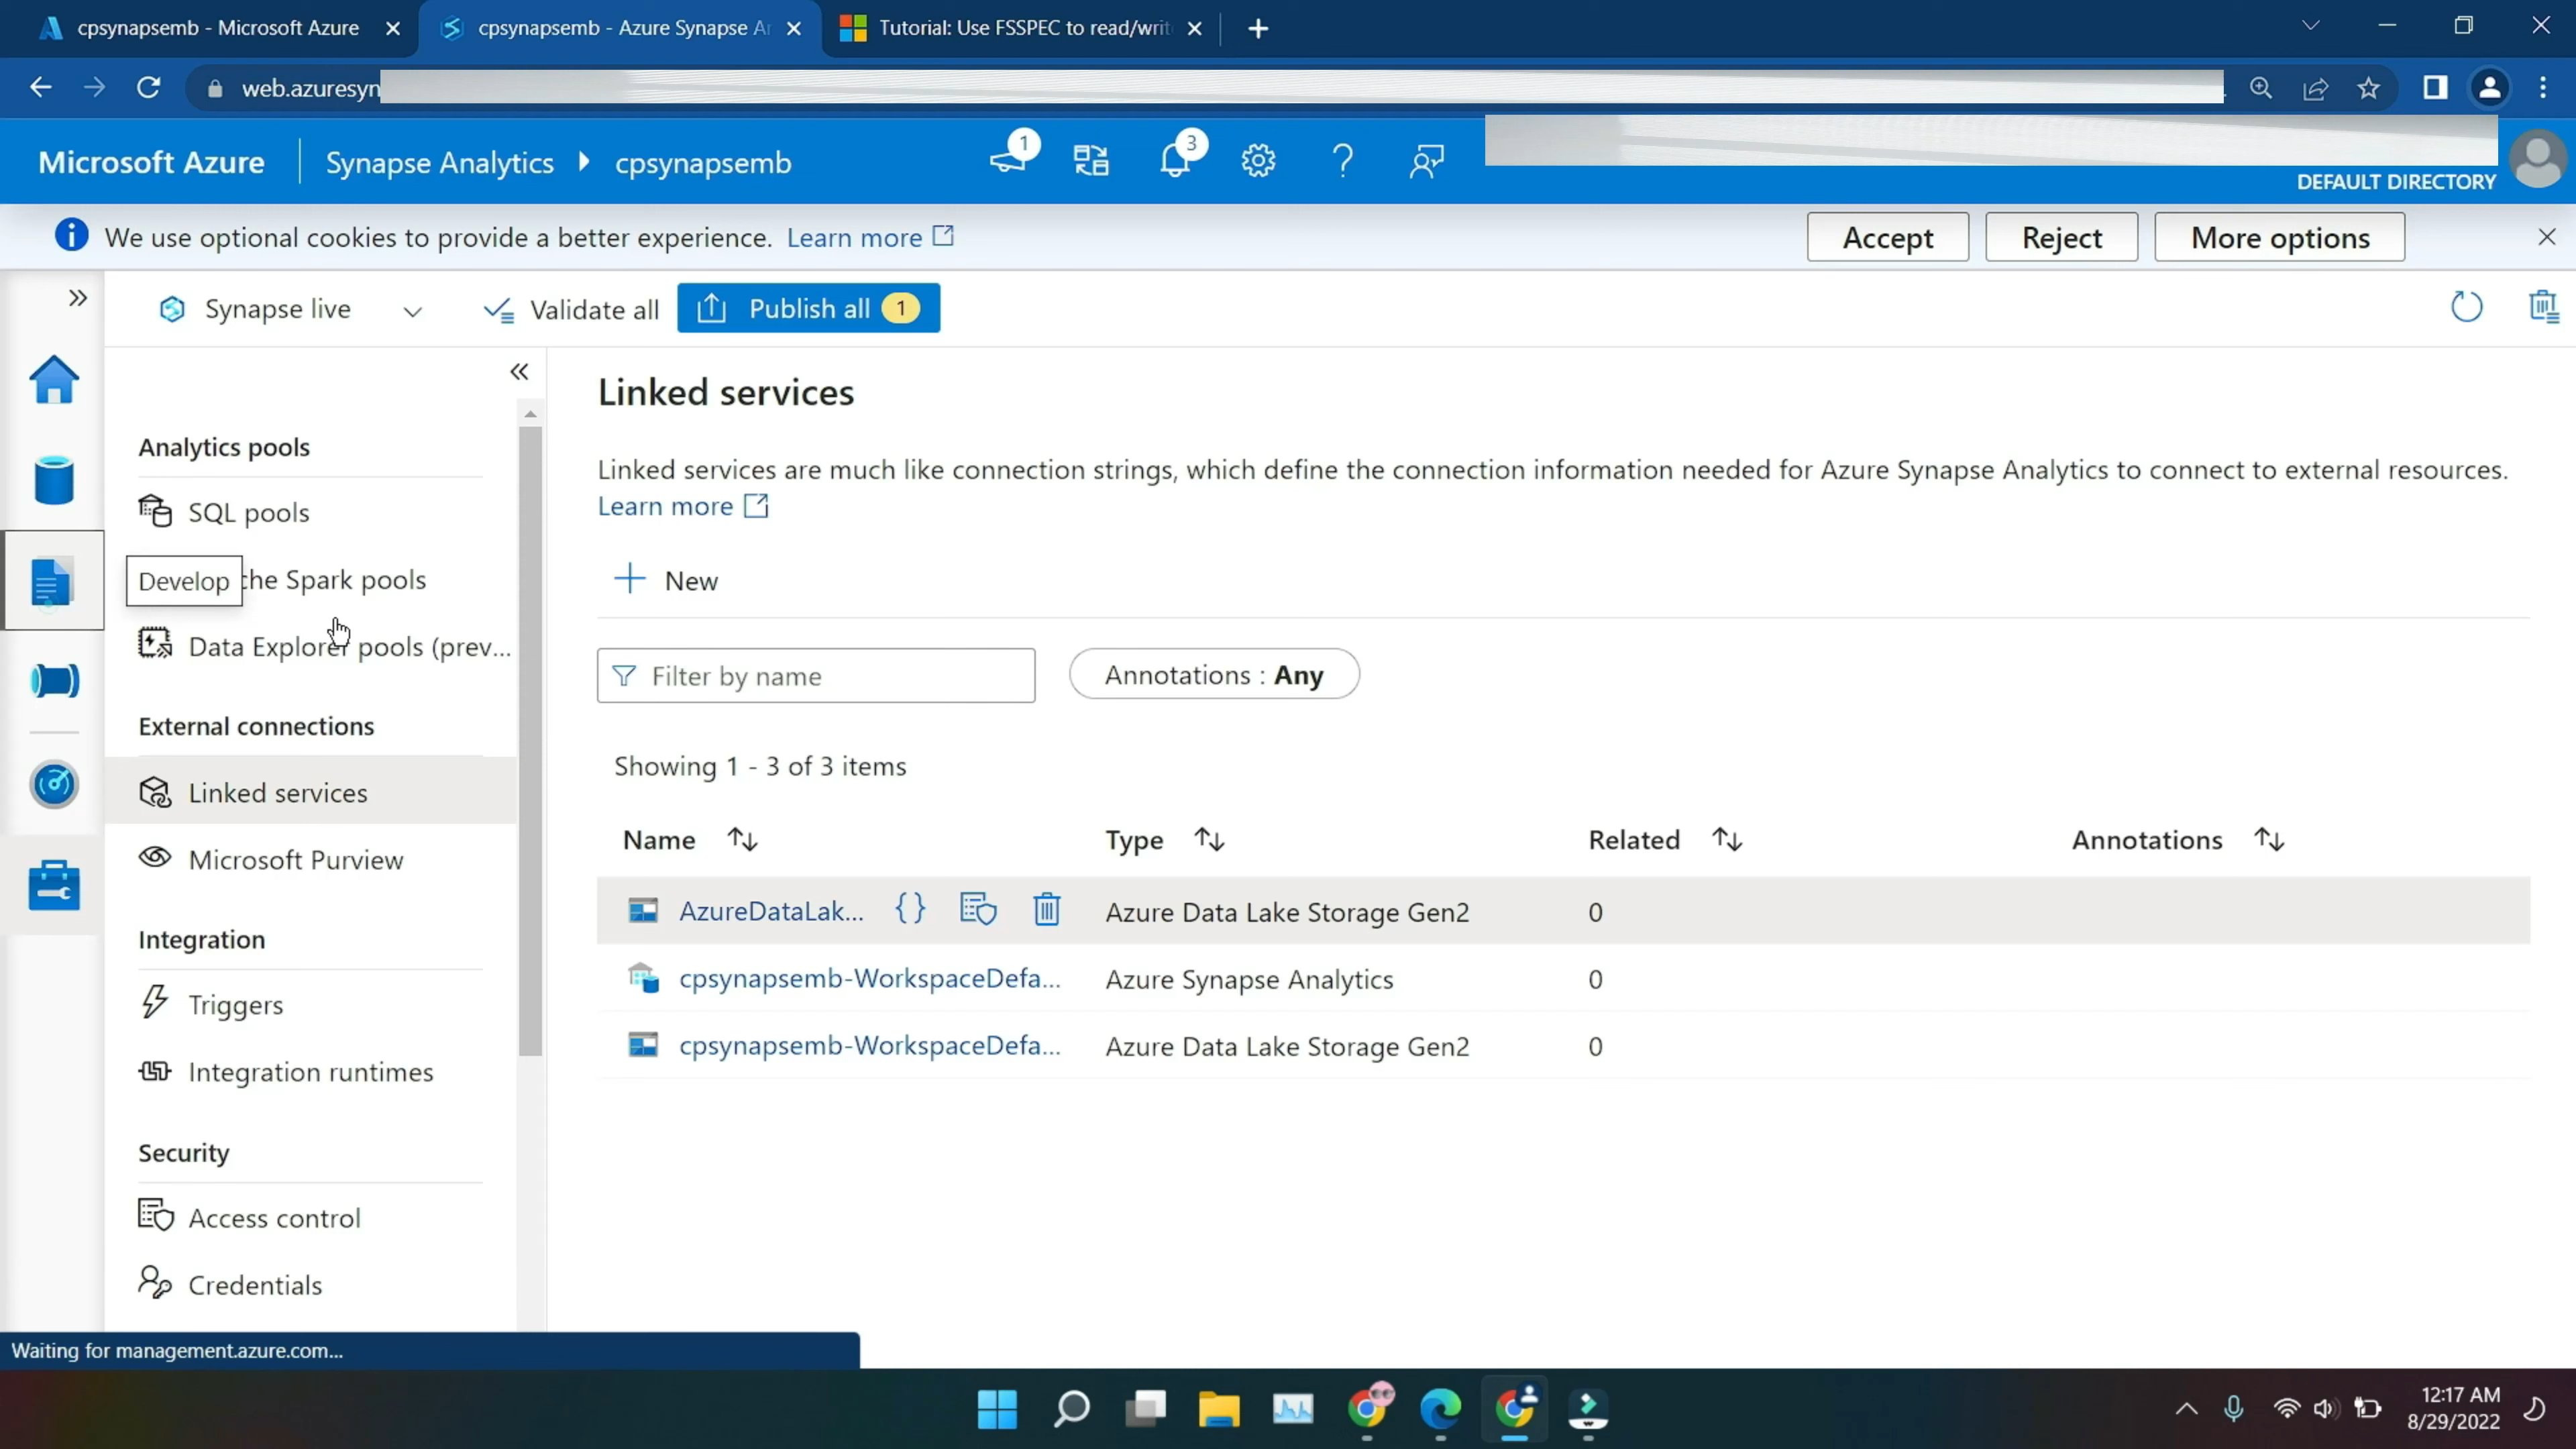 cpsynapsemb - Microsoft Azure
cpsynapsemb - Azure Synapse Ar
Tutorial: Use FSSPEC to read/writ
web.azuresyn
Microsoft Azure
Synapse Analytics
cpsynapsemb
1
3
DEFAULT DIRECTORY
We use optional cookies to provide a better experience. Learn more
Accept
Reject
More options
Synapse live
Validate all
Publish all 1
Analytics pools
SQL pools
Develop
che Spark pools
Data Explorer pools (prev...
External connections
Linked services
Microsoft Purview
Integration
Triggers
Integration runtimes
Security
Access control
Credentials
Linked services
Linked services are much like connection strings, which define the connection information needed for Azure Synapse Analytics to connect to external resources.
Learn more
New
Filter by name
Annotations : Any
Showing 1 - 3 of 3 items
Name Type Related Annotations
AzureDataLak... {} Azure Data Lake Storage Gen2 0
cpsynapsemb-WorkspaceDefa... Azure Synapse Analytics 0
cpsynapsemb-WorkspaceDefa... Azure Data Lake Storage Gen2 0
Waiting for management.azure.com...
12:17 AM
8/29/2022